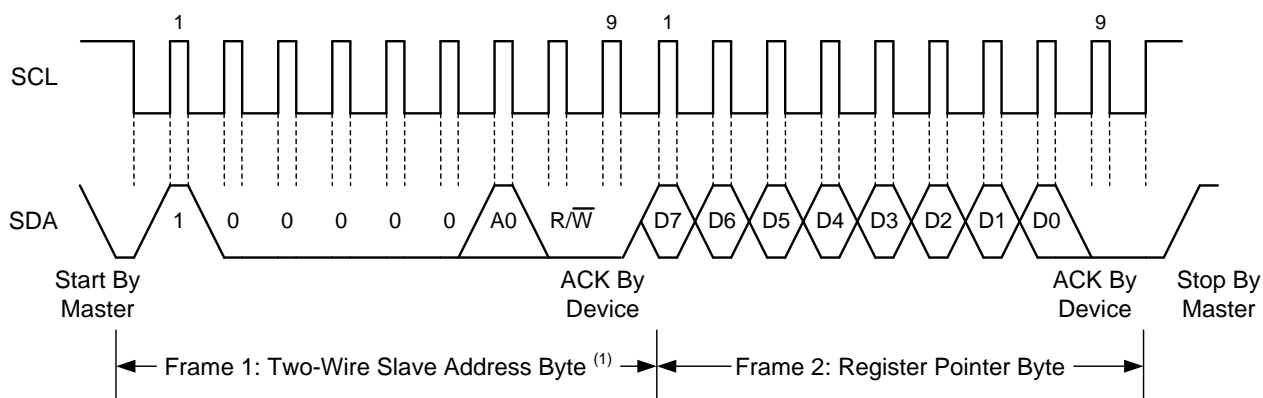 1 9 1 9
SCL
SDA 1 0 0 0 0 0 A0 R/W̅ D7 D6 D5 D4 D3 D2 D1 D0
Start By
Master
ACK By
Device
ACK By
Device
Stop By
Master
Frame 1: Two-Wire Slave Address Byte (1)
Frame 2: Register Pointer Byte